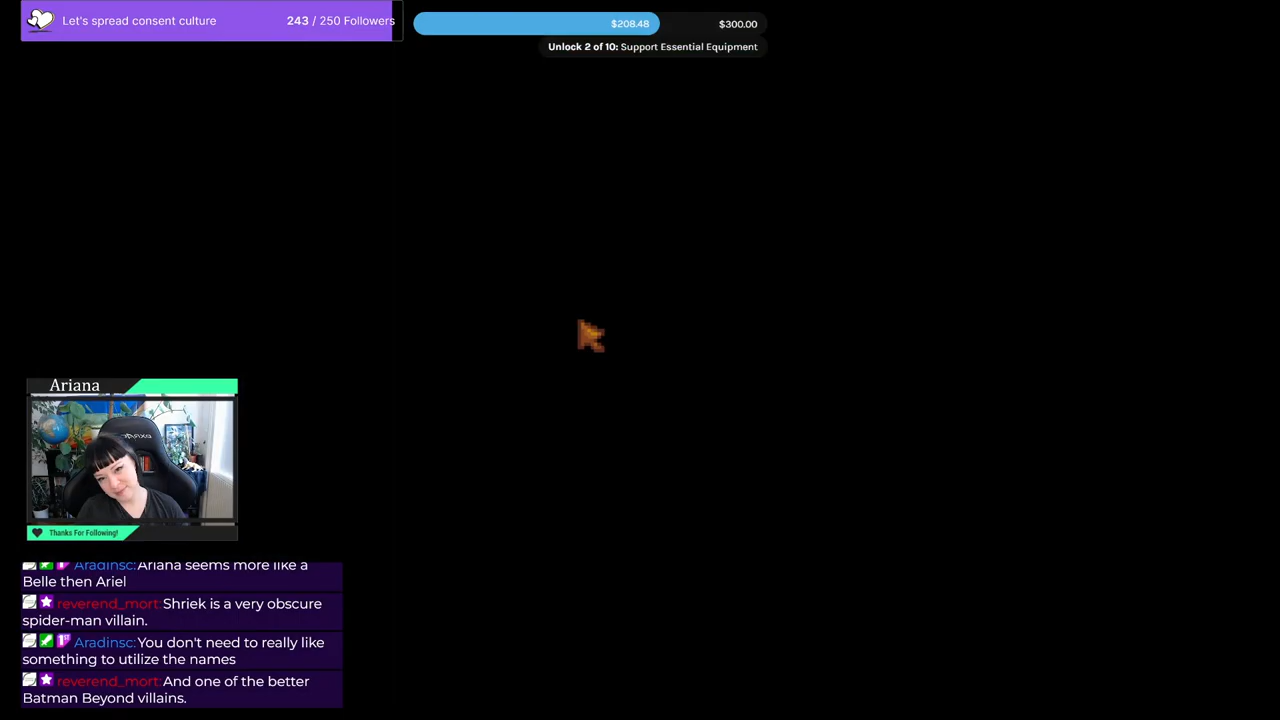 Let's spread consent culture 243 / 250 Followers
$208.48 $300.00
Unlock 2 of 10: Support Essential Equipment
Ariana
Thanks For Following!
Aradinsc: Ariana seems more like a
Belle then Ariel
reverend_mort: Shriek is a very obscure
spider-man villain.
Aradinsc: You don't need to really like
something to utilize the names
reverend_mort: And one of the better
Batman Beyond villains.